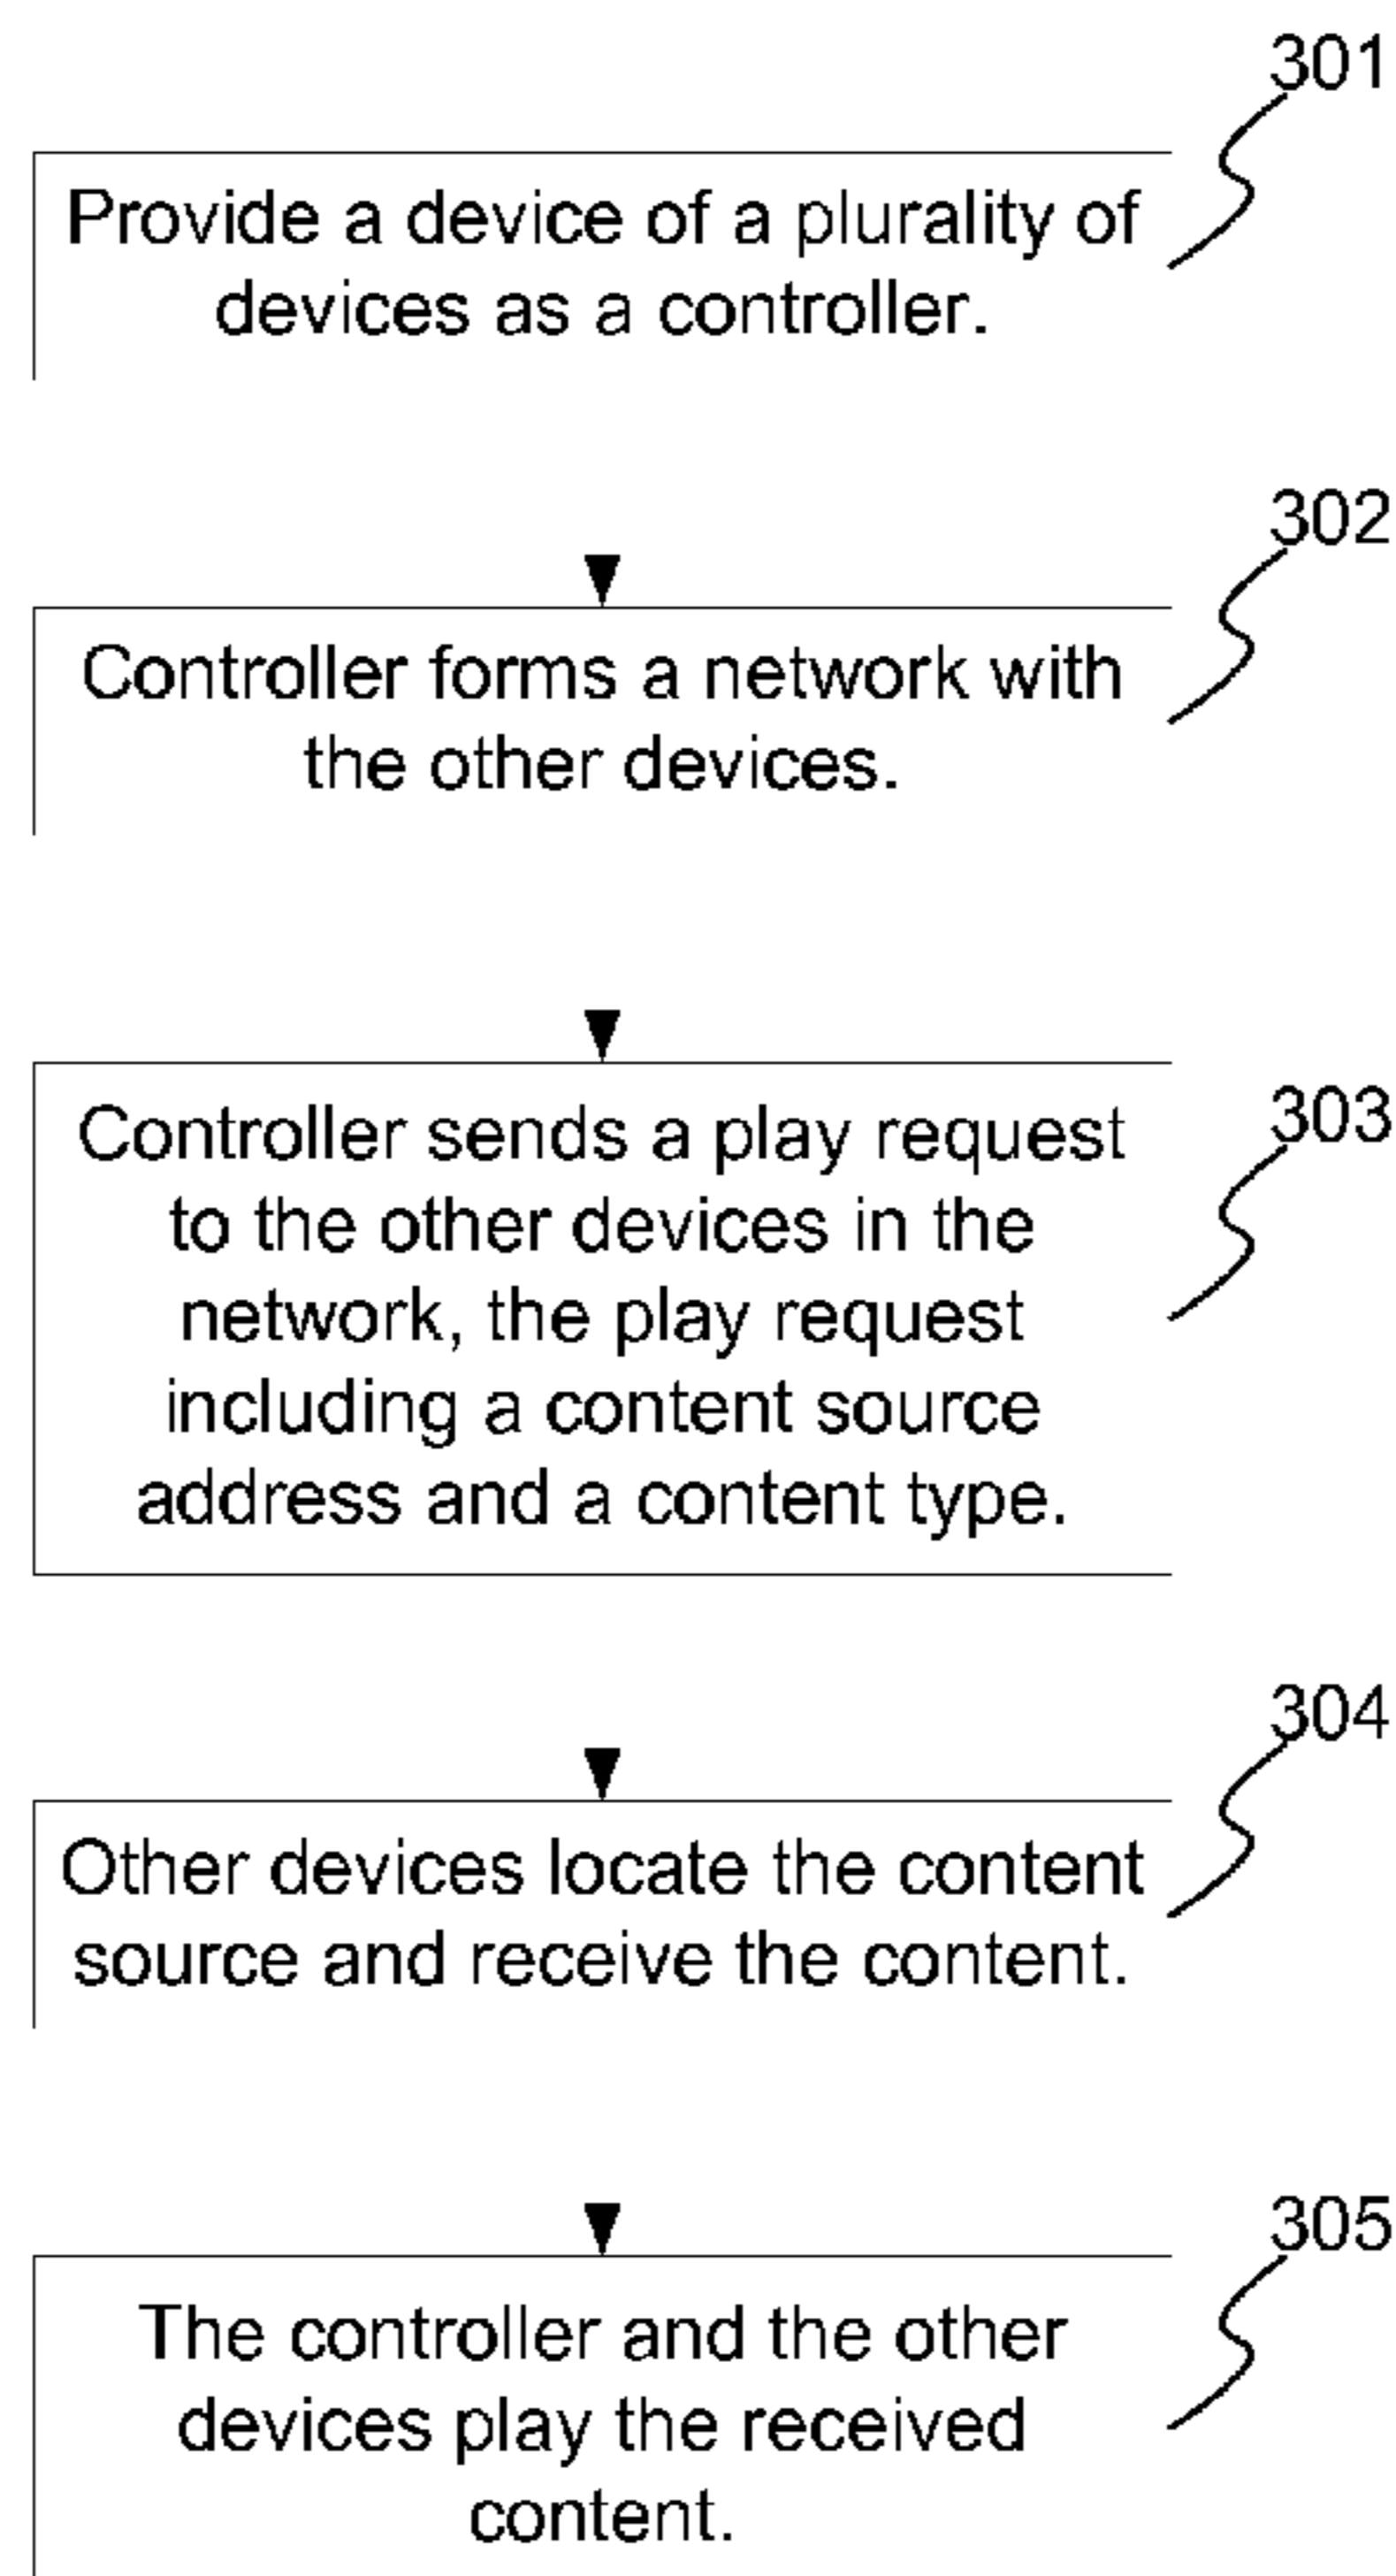 301
Provide a device of a plurality of
devices as a controller.
302
Controller forms a network with
the other devices.
303
Controller sends a play request
to the other devices in the
network, the play request
including a content source
address and a content type.
304
Other devices locate the content
source and receive the content.
305
The controller and the other
devices play the received
content.